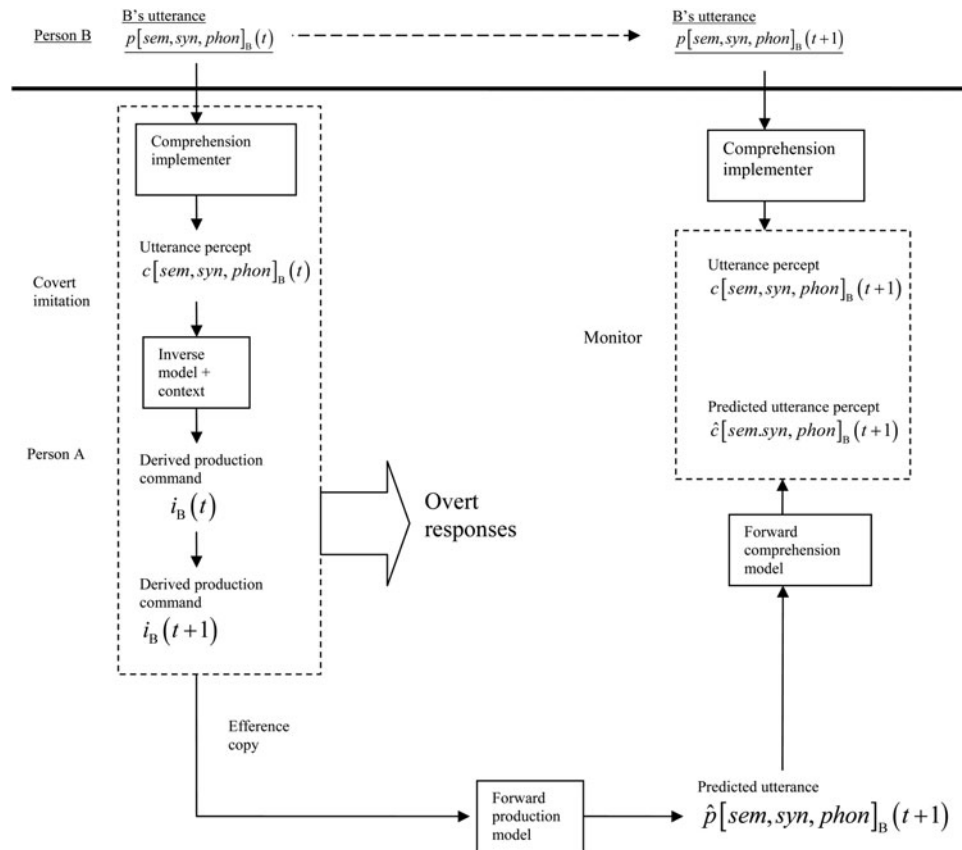 Person B
B's utterance
p[sem, syn, phon]B (t)
B's utterance
p[sem, syn, phon]B (t+1)
Comprehension
implementer
Utterance percept
c[sem, syn, phon]B (t)
Covert
imitation
Inverse
model +
context
Person A
Derived production
command
iB (t)
Derived production
command
iB (t+1)
Overt
responses
Comprehension
implementer
Utterance percept
c[sem, syn, phon]B (t+1)
Monitor
Predicted utterance percept
ĉ[sem.syn, phon]B (t+1)
Forward
comprehension
model
Efference
copy
Forward
production
model
Predicted utterance
p̂[sem, syn, phon]B (t+1)